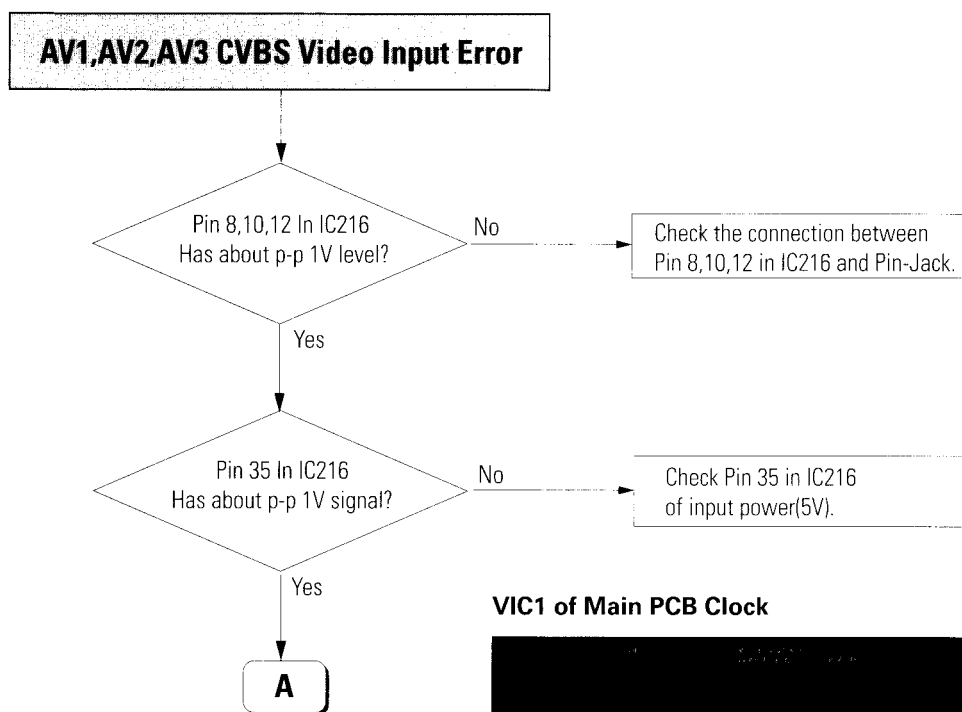 AV1,AV2,AV3 CVBS Video Input Error
Pin 8,10,12 In IC216
Has about p-p 1V level?
No
Check the connection between
Pin 8,10,12 in IC216 and Pin-Jack.
Yes
Pin 35 In IC216
Has about p-p 1V signal?
No
Check Pin 35 in IC216
of input power(5V).
Yes
VIC1 of Main PCB Clock
A